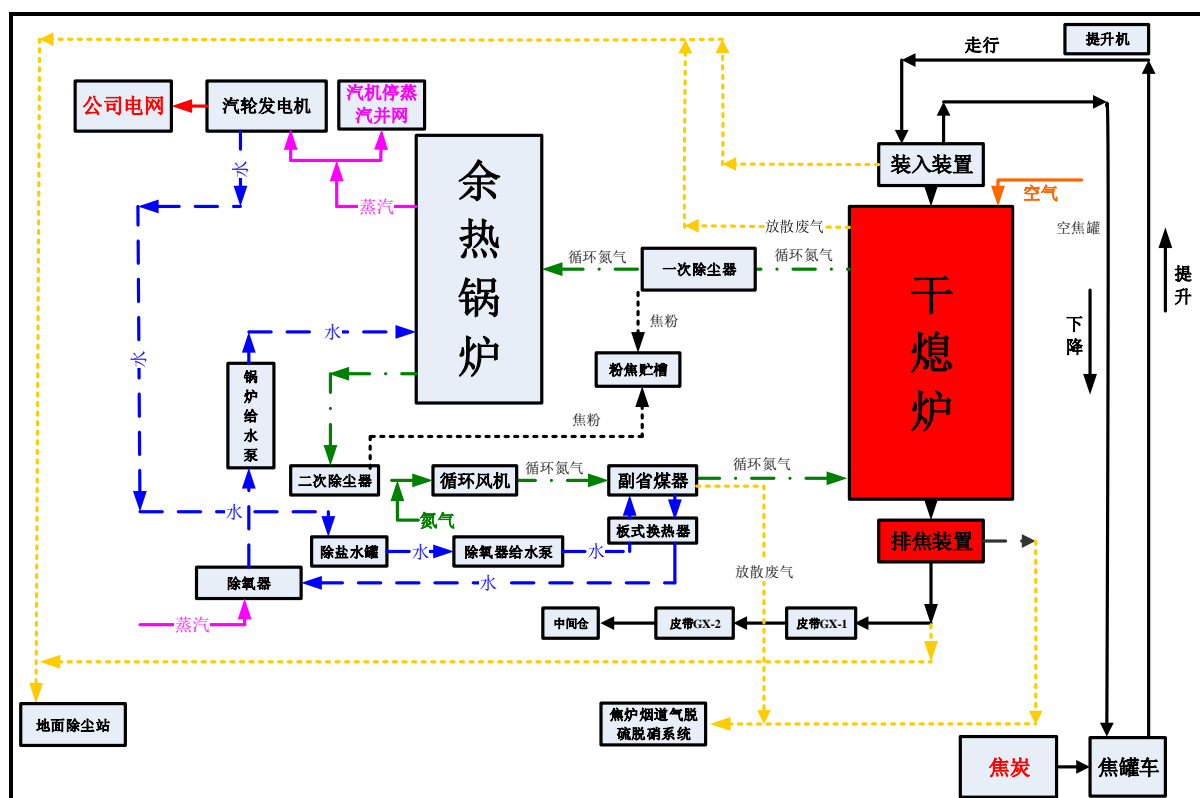 提升机
走行
公司电网
汽轮发电机
汽机停蒸
汽并网
水
余热锅炉
装入装置
空气
蒸汽
放散废气
空焦罐
循环氮气
一次除尘器
循环氮气
干熄炉
提升
下降
焦粉
水
水
粉焦贮槽
锅炉给水泵
焦粉
二次除尘器
循环风机
循环氮气
副省煤器
循环氮气
水
氮气
板式换热器
排焦装置
除盐水罐
水
除氧器给水泵
水
除氧器
水
放散废气
蒸汽
中间仓
皮带GX-2
皮带GX-1
地面除尘站
焦炉烟道气脱
硫脱硝系统
焦炭
焦罐车